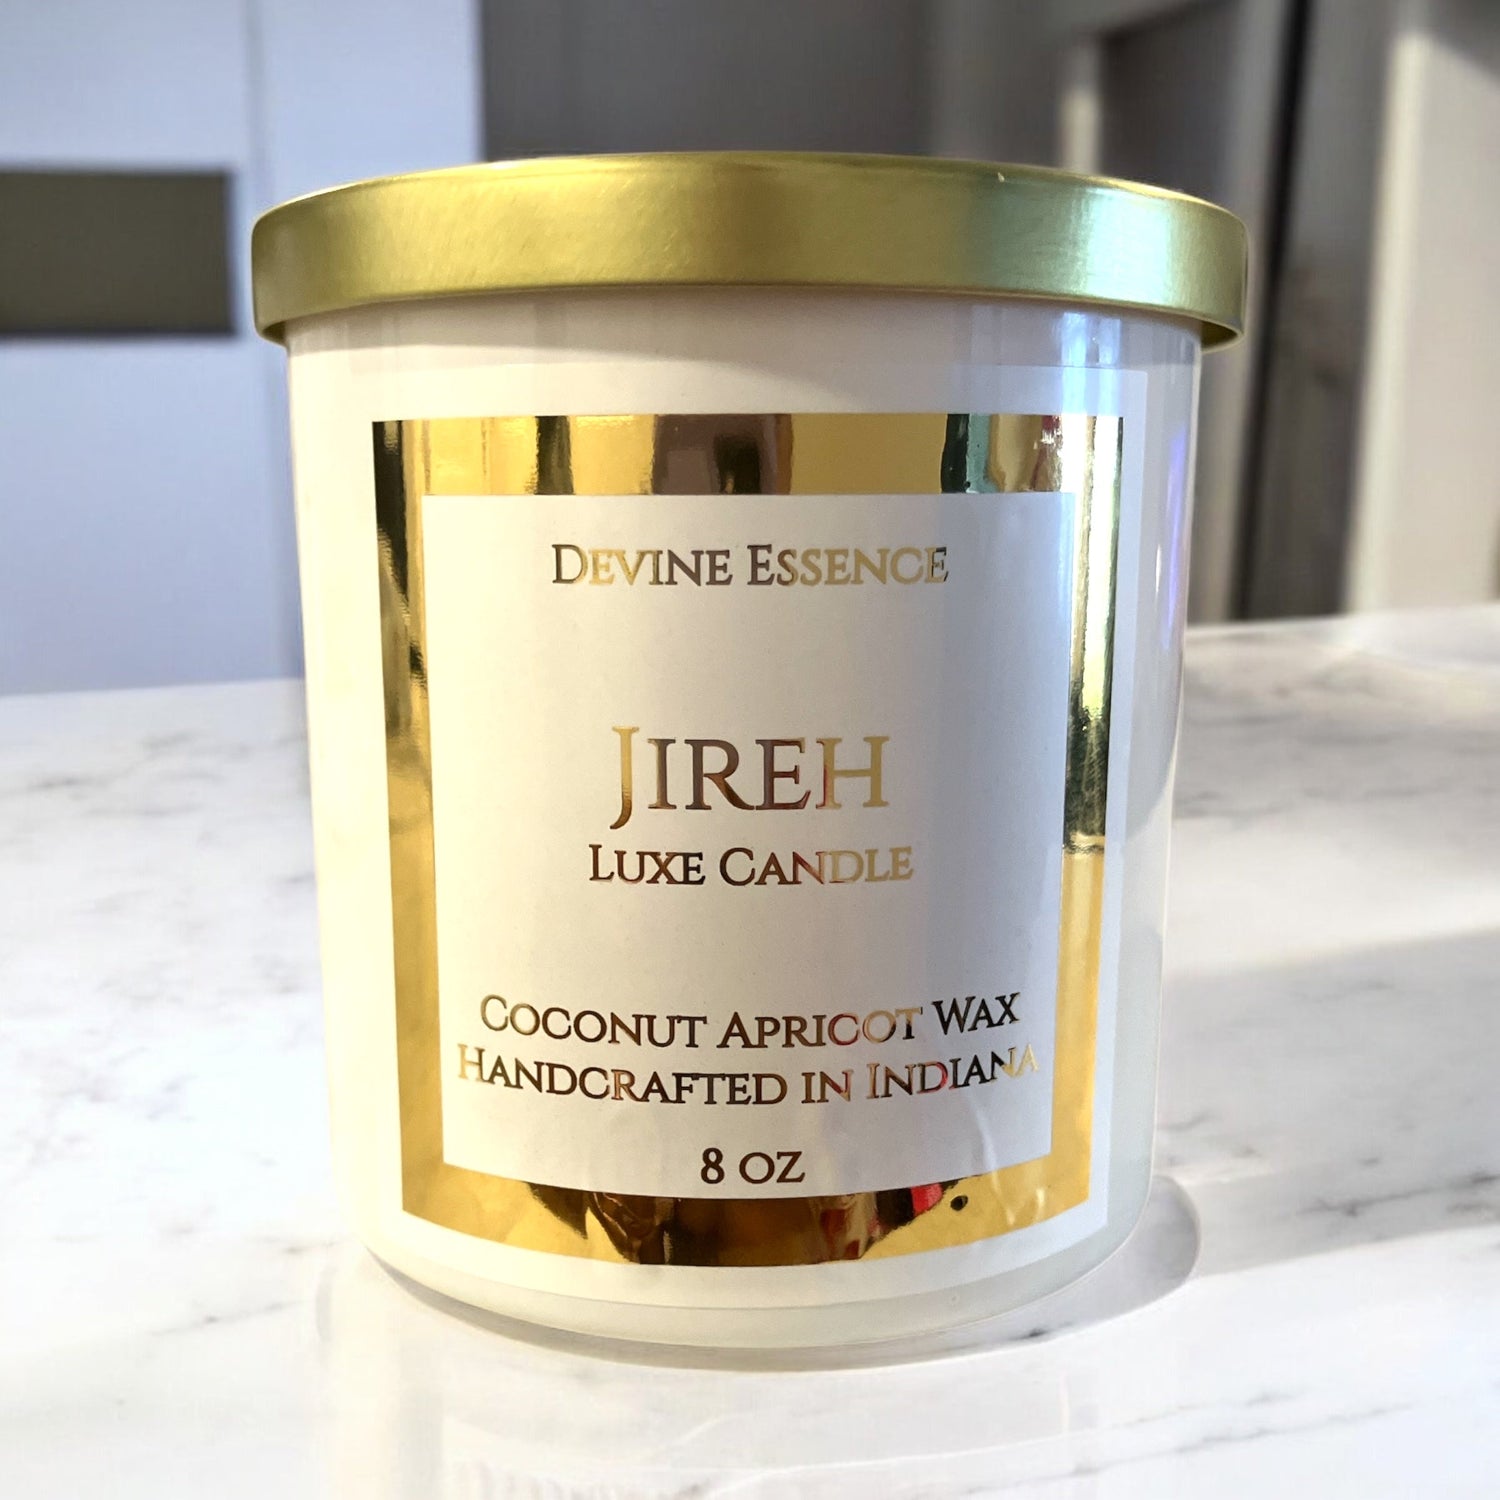 Devine Essence
Jireh
Luxe Candle
Coconut Apricot Wax
Handcrafted in Indiana
8 oz